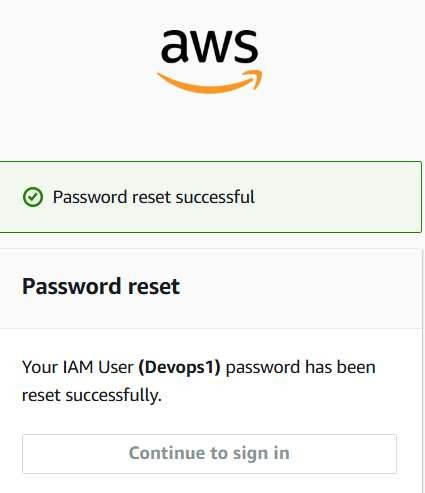 aws
Password reset successful
Password reset
Your IAM User (Devops1) password has been
reset successfully.
Continue to sign in